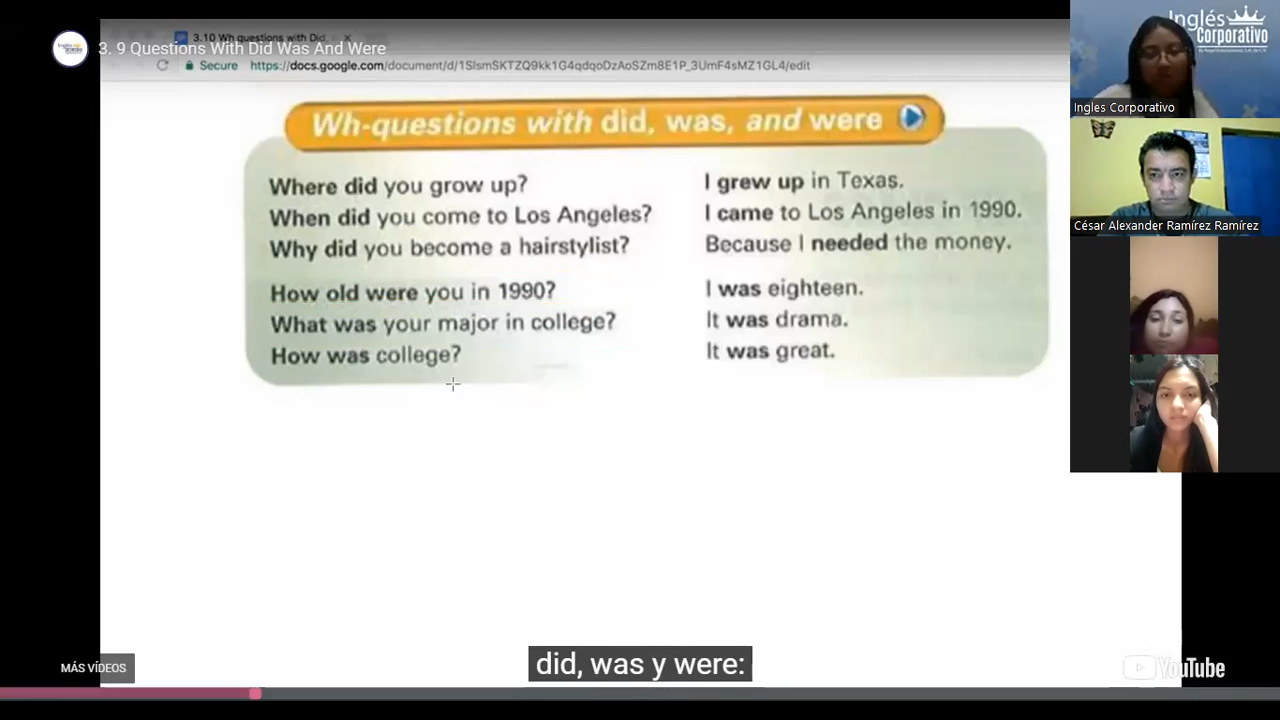 3.10 Wh questions with Did,
3. 9 Questions With Did Was And Were
Secure https://docs.google.com/document/d/1SlsmSKTZQ9kk1G4qdqoDzAoSZm8E1P_3UmF4sMZ1GL4/edit
Wh-questions with did, was, and were
Where did you grow up? I grew up in Texas.
When did you come to Los Angeles? I came to Los Angeles in 1990.
Why did you become a hairstylist? Because I needed the money.
How old were you in 1990? I was eighteen.
What was your major in college? It was drama.
How was college? It was great.
did, was y were:
MÁS VÍDEOS
YouTube
Inglés
Corporativo
Ingles Corporativo
César Alexander Ramírez Ramírez